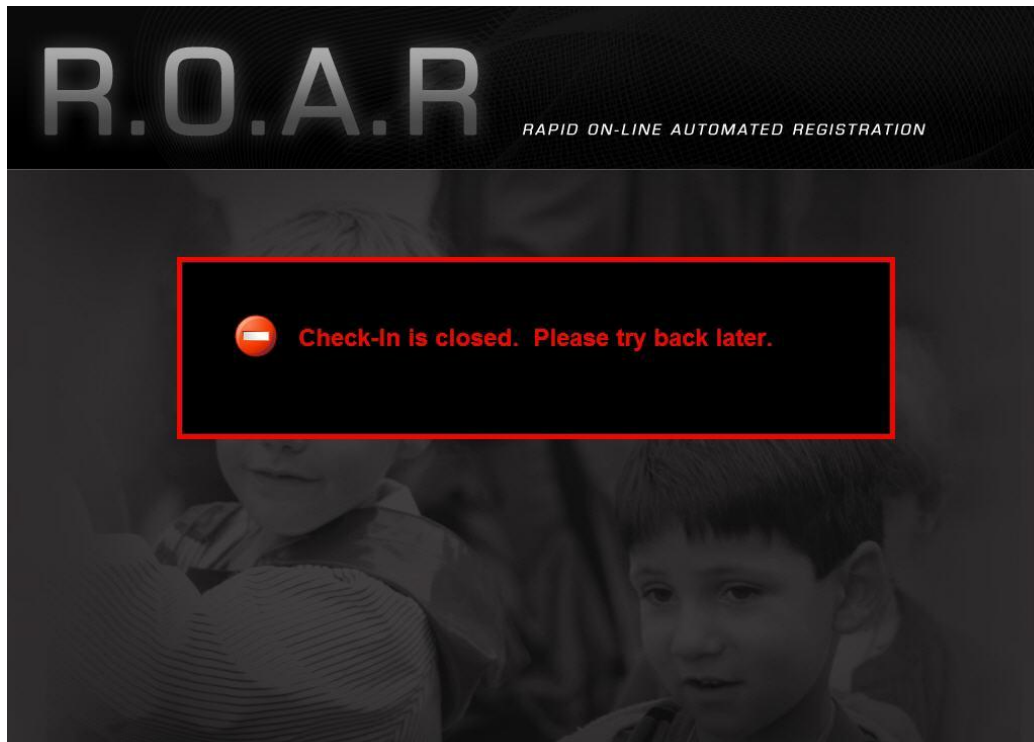 R.O.A.R
RAPID ON-LINE AUTOMATED REGISTRATION
Check-In is closed.  Please try back later.